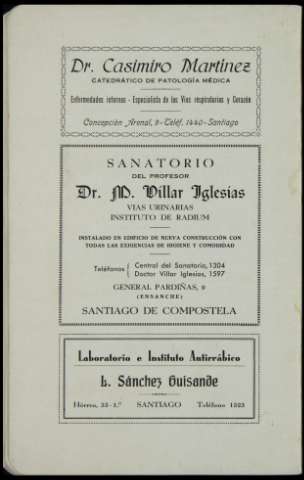 Dr. Casimiro Martínez
CATEDRÁTICO DE PATOLOGÍA MÉDICA
Enfermedades internas - Especialista de las Vías respiratorias y Corazón
Concepción Arenal, 9 - Teléf. 1440 - Santiago
SANATORIO
DEL PROFESOR
Dr. M. Villar Iglesias
VIAS URINARIAS
INSTITUTO DE RADIUM
INSTALADO EN EDIFICIO DE NUEVA CONSTRUCCIÓN CON
TODAS LAS EXIGENCIAS DE HIGIENE Y COMODIDAD
Teléfonos { Central del Sanatorio, 1304
Doctor Villar Iglesias, 1597
GENERAL PARDIÑAS, 9
(ENSANCHE)
SANTIAGO DE COMPOSTELA
Laboratorio e Instituto Antirrábico
L. Sánchez Guisande
Hórreo, 33-1.° SANTIAGO Teléfono 1523